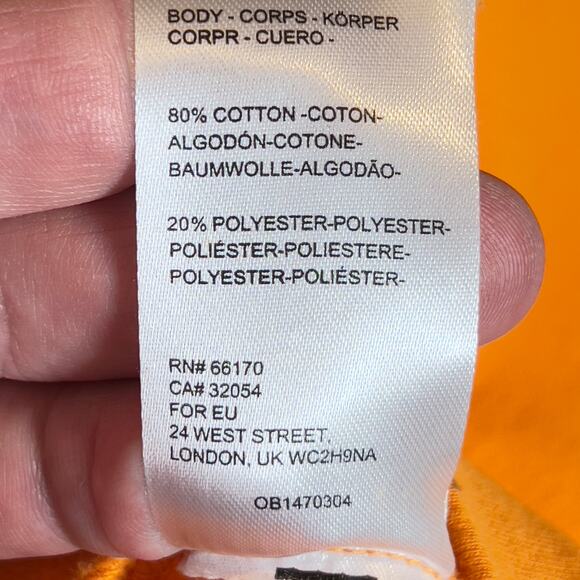 BODY - CORPS - KÖRPER
CORPR - CUERO -
80% COTTON -COTON-
ALGODÓN-COTONE-
BAUMWOLLE-ALGODÃO-
20% POLYESTER-POLYESTER-
POLIÉSTER-POLIESTERE-
POLYESTER-POLIÉSTER-
RN# 66170
CA# 32054
FOR EU
24 WEST STREET,
LONDON, UK WC2H9NA
OB1470304